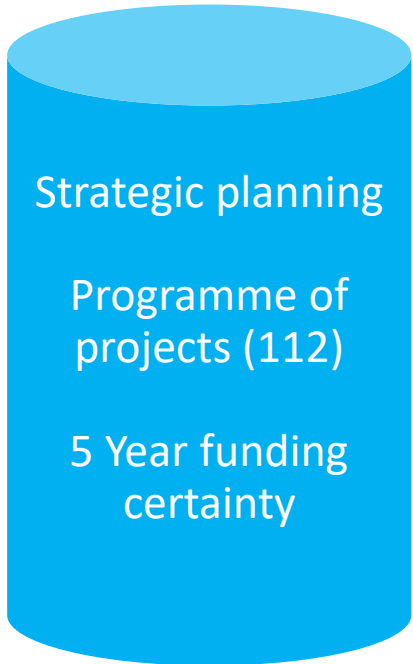 Strategic planning
Programme of
projects (112)
5 Year funding
certainty